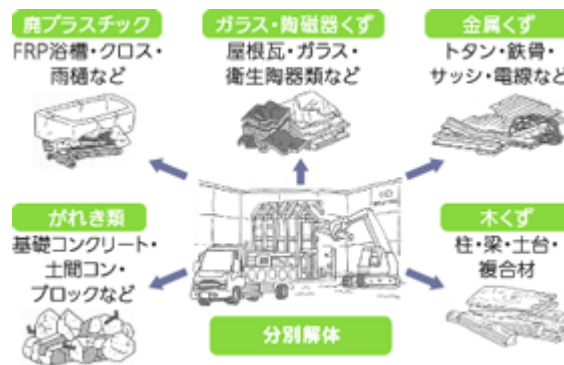 廃プラスチック
FRP浴槽・クロス・
雨樋など
ガラス・陶磁器くず
屋根瓦・ガラス・
衛生陶器類など
金属くず
トタン・鉄骨・
サッシ・電線など
がれき類
基礎コンクリート・
土間コン・
ブロックなど
木くず
柱・梁・土台・
複合材
分別解体